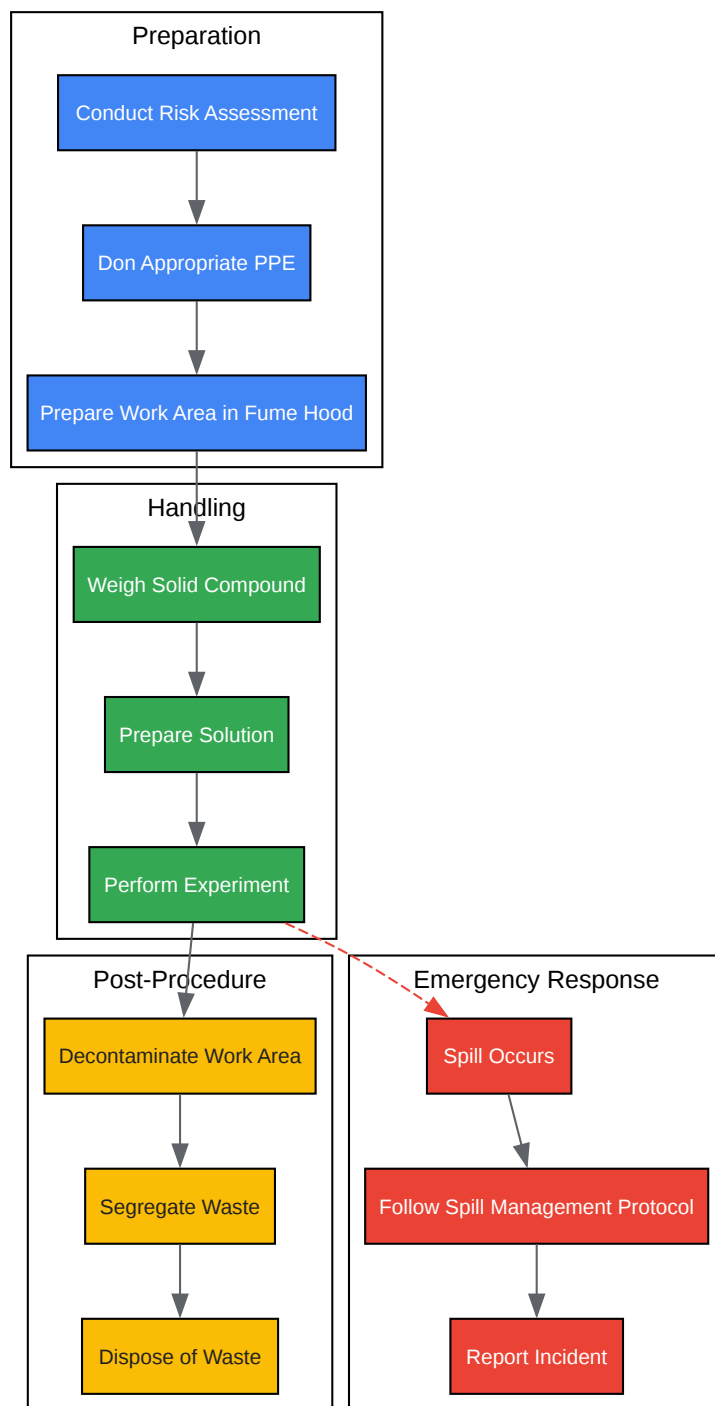 Preparation
Conduct Risk Assessment
Don Appropriate PPE
Prepare Work Area in Fume Hood
Handling
Weigh Solid Compound
Prepare Solution
Perform Experiment
Post-Procedure
Decontaminate Work Area
Segregate Waste
Dispose of Waste
Emergency Response
Spill Occurs
Follow Spill Management Protocol
Report Incident